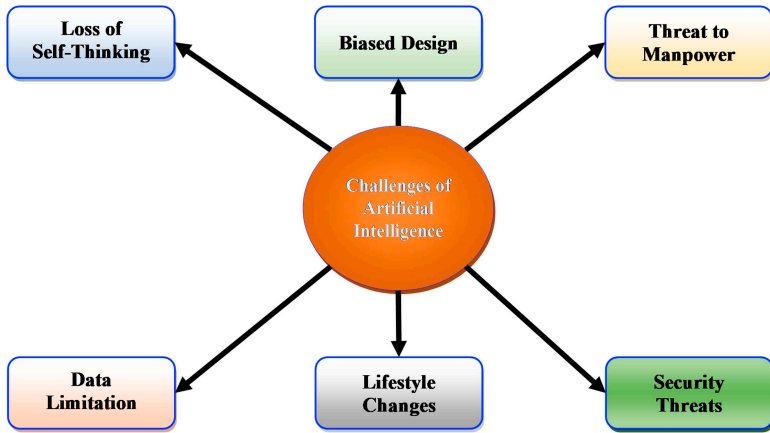 Loss of
Self-Thinking
Biased Design
Threat to
Manpower
Challenges of
Artificial
Intelligence
Data
Limitation
Lifestyle
Changes
Security
Threats